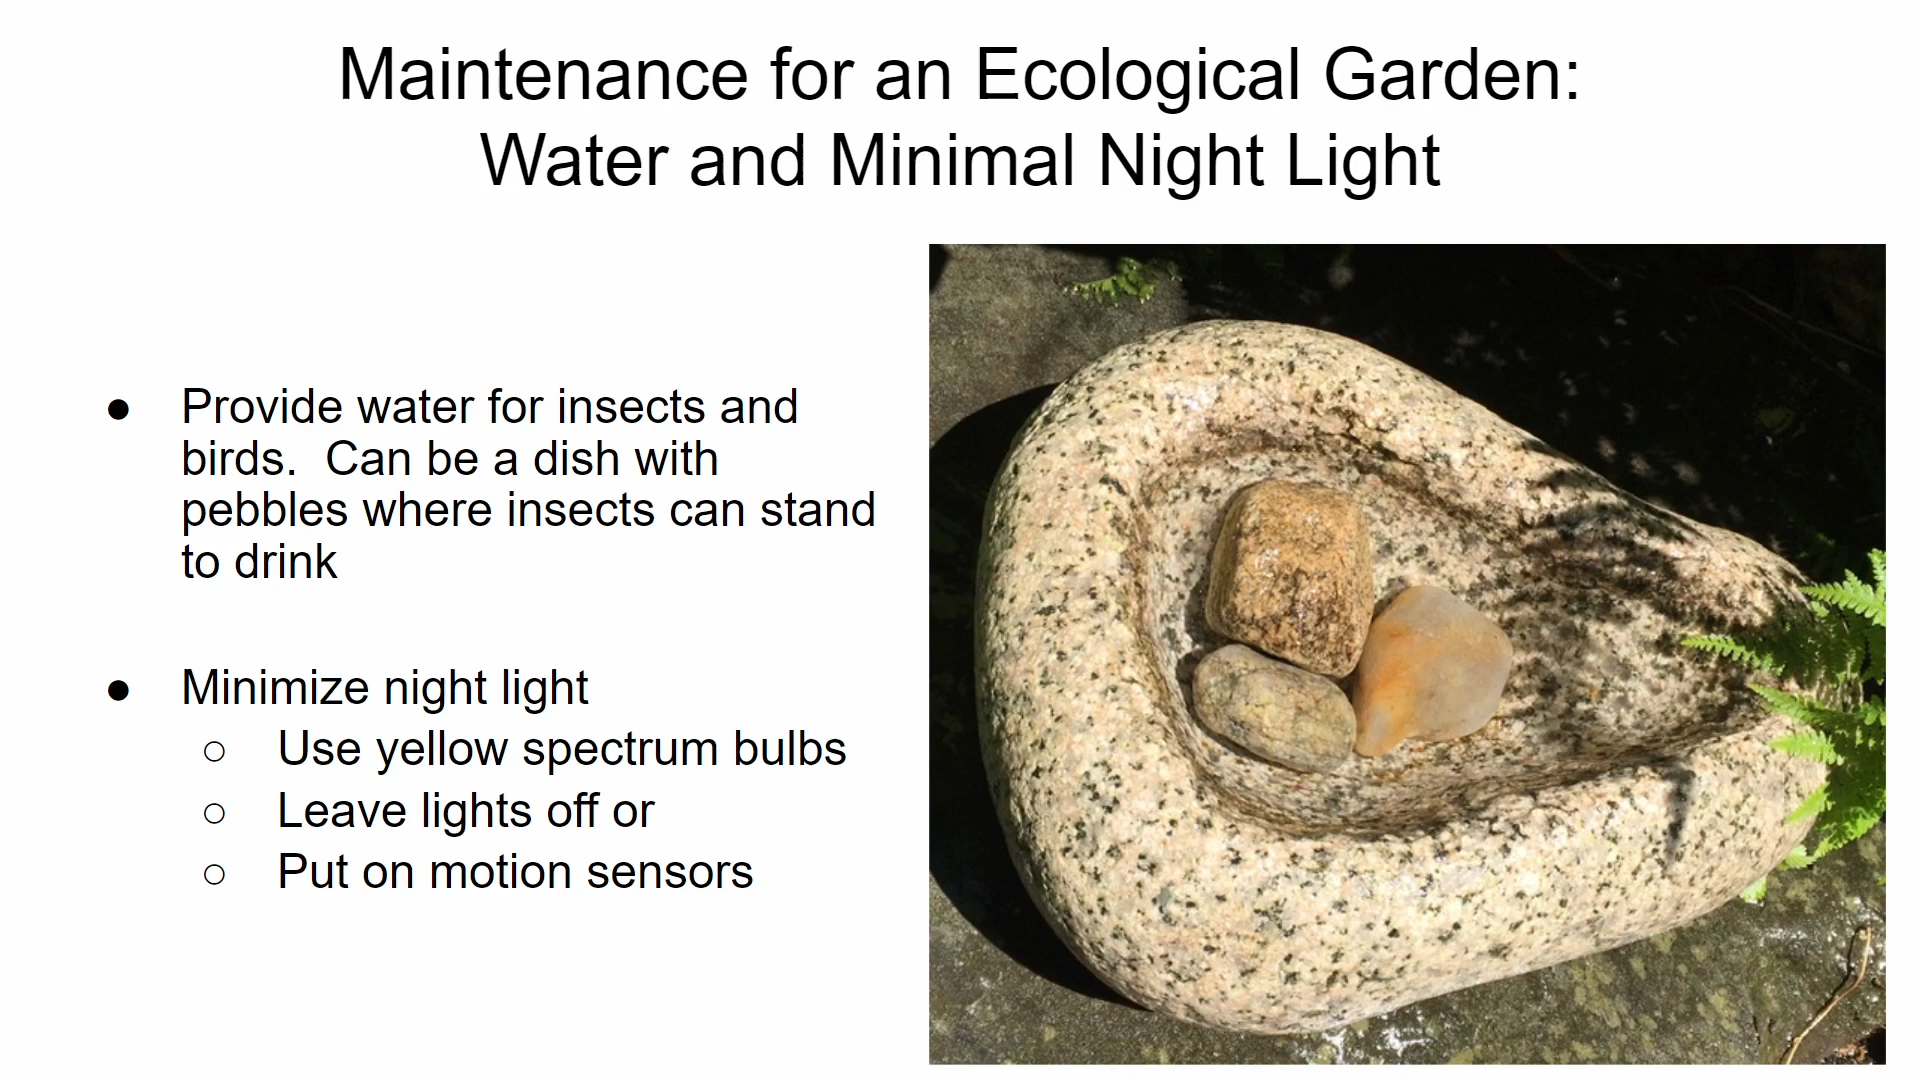 Maintenance for an Ecological Garden:
Water and Minimal Night Light
● Provide water for insects and
birds.  Can be a dish with
pebbles where insects can stand
to drink
● Minimize night light
○ Use yellow spectrum bulbs
○ Leave lights off or
○ Put on motion sensors